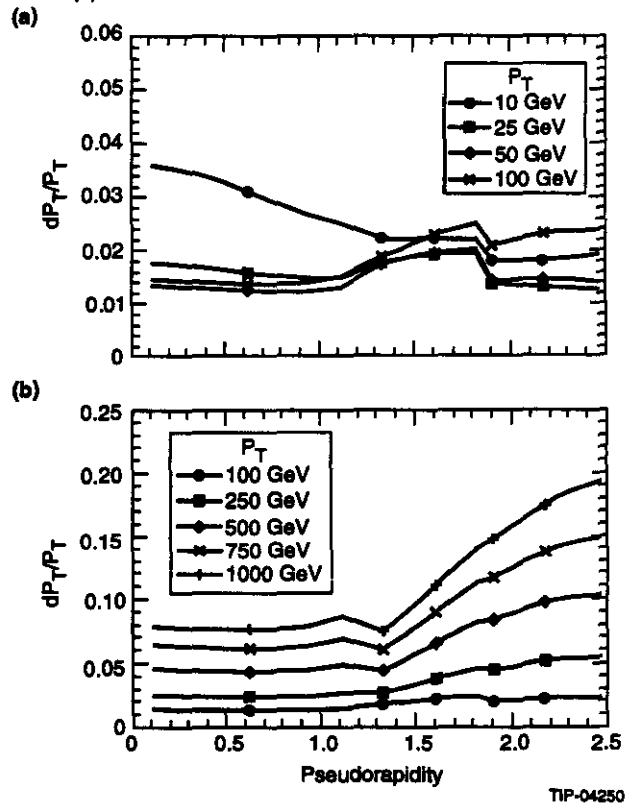 (a)
0.06
0.05
0.04
0.03
0.02
0.01
0
dP_T/P_T
P_T
10 GeV
25 GeV
50 GeV
100 GeV
(b)
0.25
0.20
0.15
0.10
0.05
0
dP_T/P_T
P_T
100 GeV
250 GeV
500 GeV
750 GeV
1000 GeV
0 0.5 1.0 1.5 2.0 2.5
Pseudorapidity
TIP-04250